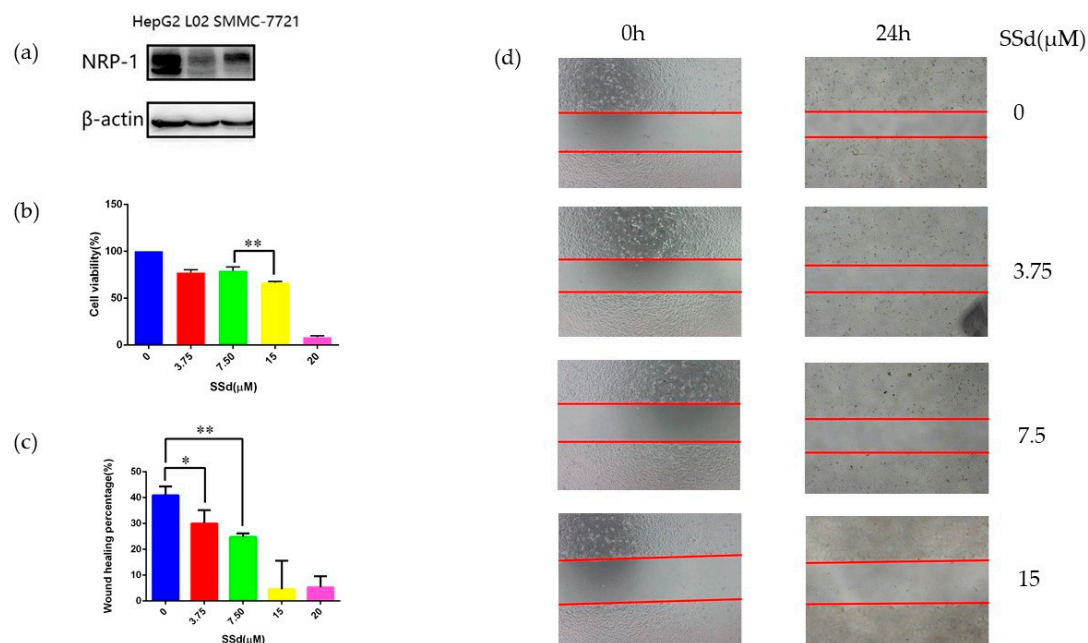 HepG2 L02 SMMC-7721
(a)
NRP-1
β-actin
(b)
Cell viability(%)
150
100
50
0
**
0
3.75
7.50
15
20
SSd(μM)
(c)
Wound healing percentage(%)
50
40
30
20
10
0
**
*
0
3.75
7.50
15
20
SSd(μM)
(d)
0h
24h
SSd(μM)
0
3.75
7.5
15